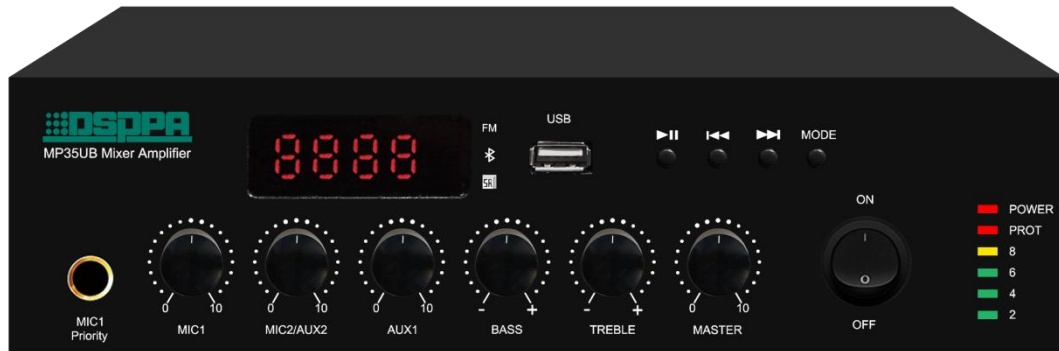 DSPPA
MP35UB Mixer Amplifier
8888
FM
USB
MODE
ON
OFF
POWER
PROT
8
6
4
2
MIC1
Priority
0 10
MIC1
0 10
MIC2/AUX2
0 10
AUX1
- +
BASS
- +
TREBLE
0 10
MASTER